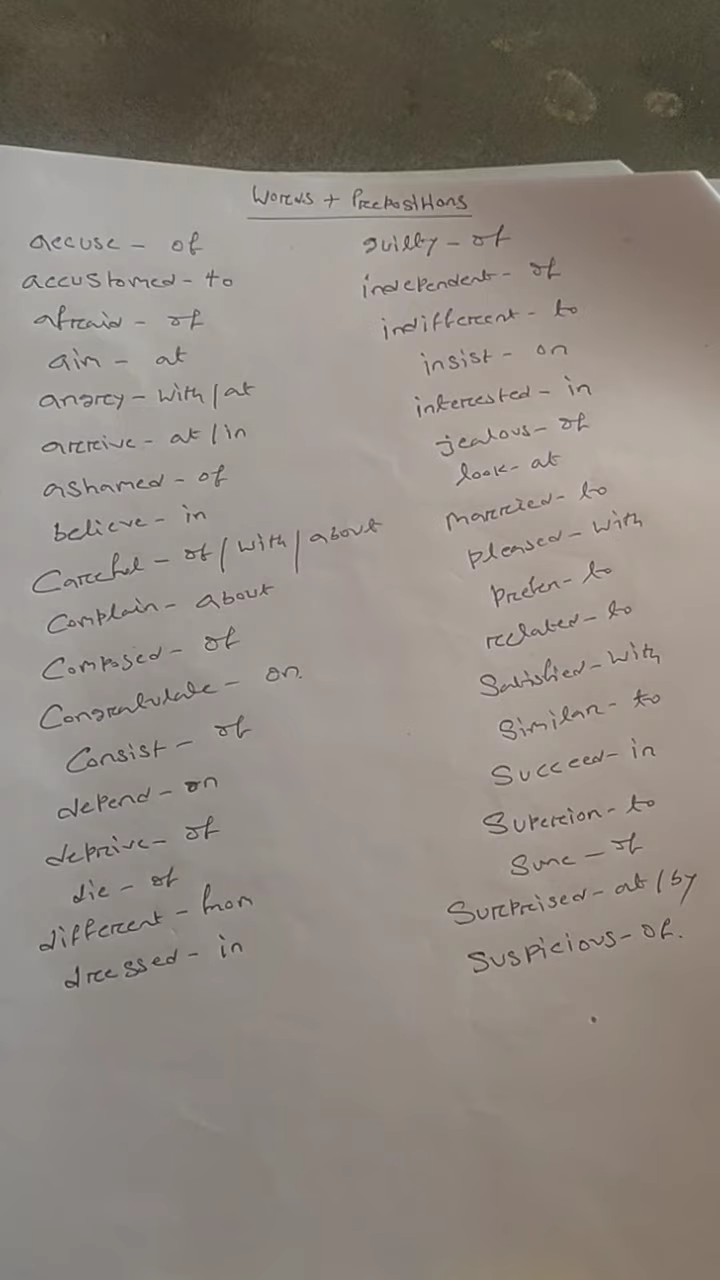 Words + Prepositions
accuse - of
accustomed - to
afraid - of
aim - at
angry - with/at
arrive - at/in
ashamed - of
believe - in
Careful - of/with/about
Complain - about
Composed - of
Congratulate - on.
Consist - of
depend - on
deprive - of
die - of
different - from
dressed - in
guilty - of
independent - of
indifferent - to
insist - on
interested - in
jealous - of
look - at
married - to
pleased - with
prefer - to
related - to
Satisfied - with
Similar - to
Succeed - in
Superior - to
Sure - of
Surprised - at/by
Suspicious - of.